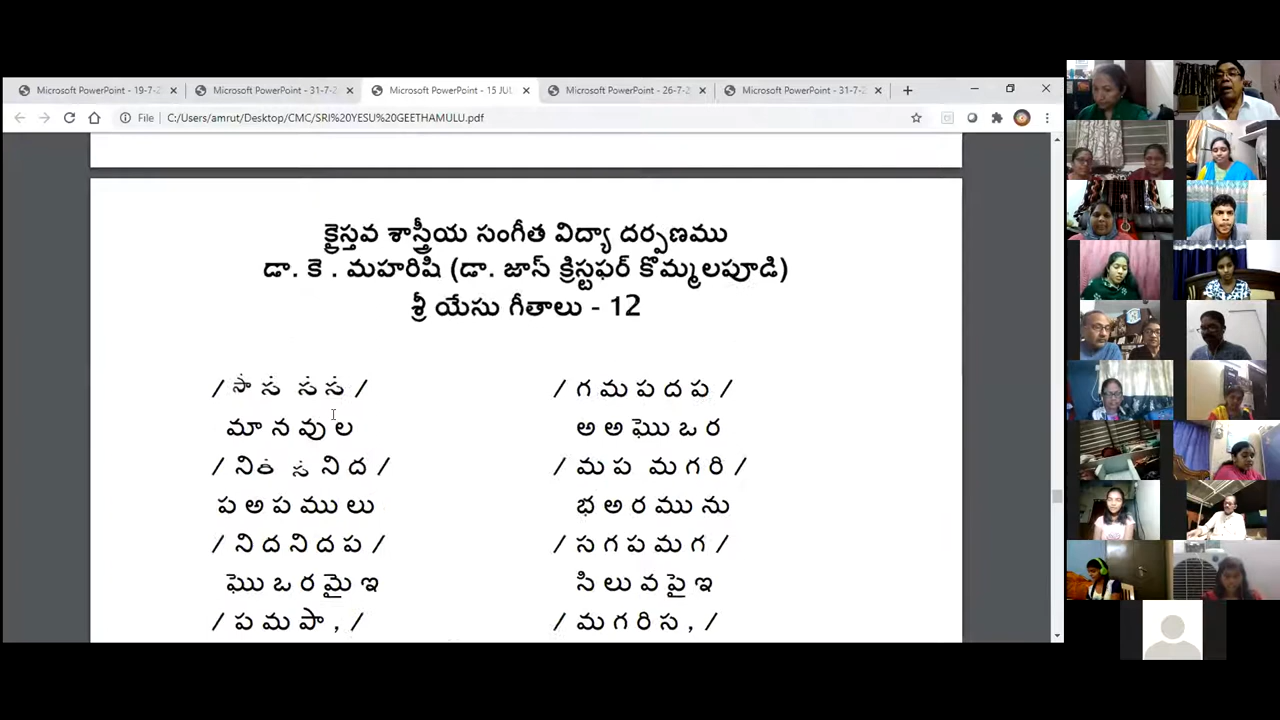 Microsoft PowerPoint - 19-7-2
Microsoft PowerPoint - 31-7-2
Microsoft PowerPoint - 15 JUL
Microsoft PowerPoint - 26-7-2
Microsoft PowerPoint - 31-7-2
File C:/Users/amrut/Desktop/CMC/SRI%20YESU%20GEETHAMULU.pdf
క్రైస్తవ శాస్త్రీయ సంగీత విద్యా దర్పణము
డా. కె . మహరిషి (డా. జాన్ క్రిస్టఫర్ కొమ్మలపూడి)
శ్రీ యేసు గీతాలు - 12
/ సా స స స /
మా న వు ల
/ ని రి స ని ద /
ప అ ప ము లు
/ ని ద ని ద ప /
ఘొ ఒ ర మై ఇ
/ ప మ పా , /
/ గ మ ప ద ప /
అ అ ఘొ ఒ ర
/ మ ప మ గ రి /
భ అ ర ము ను
/ స గ ప మ గ /
సి లు వ పై ఇ
/ మ గ రి స , /